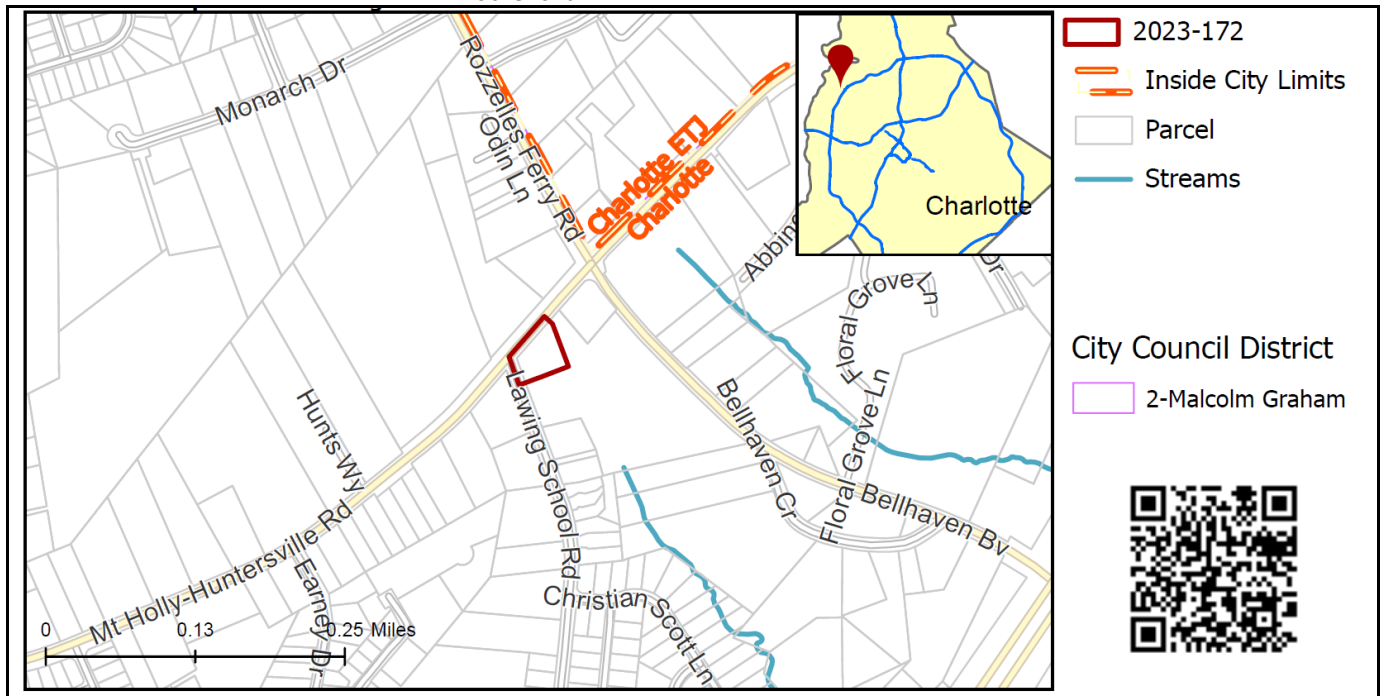 2023-172
Inside City Limits
Parcel
Streams
City Council District
2-Malcolm Graham
Charlotte
Monarch Dr
Rozzelles Ferry Rd
Odin Ln
Charlotte ETJ
Charlotte
Dr
Floral Grove Ln
Floral Grove Ln
Hunts Wy
Lawing School Rd
Bellhaven Cr
Bellhaven Bv
Mt Holly-Huntersville Rd
Earney Dr
Christian Scott Ln
0 0.13 0.25 Miles